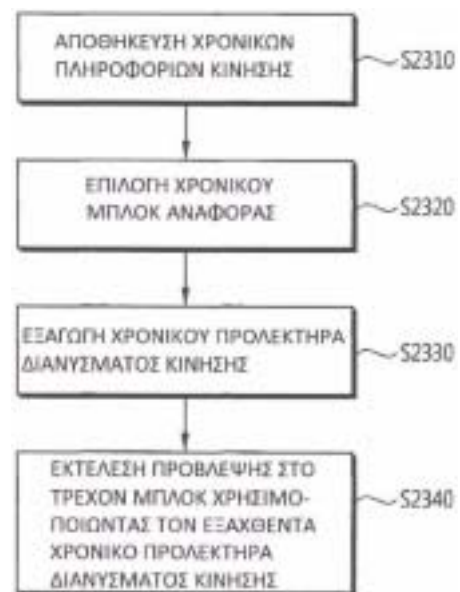 ΑΠΟΘΗΚΕΥΣΗ ΧΡΟΝΙΚΩΝ
ΠΛΗΡΟΦΟΡΙΩΝ ΚΙΝΗΣΗΣ
S2310
ΕΠΙΛΟΓΗ ΧΡΟΝΙΚΟΥ
ΜΠΛΟΚ ΑΝΑΦΟΡΑΣ
S2320
ΕΞΑΓΩΓΗ ΧΡΟΝΙΚΟΥ ΠΡΟΛΕΚΤΗΡΑ
ΔΙΑΝΥΣΜΑΤΟΣ ΚΙΝΗΣΗΣ
S2330
ΕΚΤΕΛΕΣΗ ΠΡΟΒΛΕΨΗΣ ΣΤΟ
ΤΡΕΧΟΝ ΜΠΛΟΚ ΧΡΗΣΙΜΟ-
ΠΟΙΩΝΤΑΣ ΤΟΝ ΕΞΑΧΘΕΝΤΑ
ΧΡΟΝΙΚΟ ΠΡΟΛΕΚΤΗΡΑ
ΔΙΑΝΥΣΜΑΤΟΣ ΚΙΝΗΣΗΣ
S2340